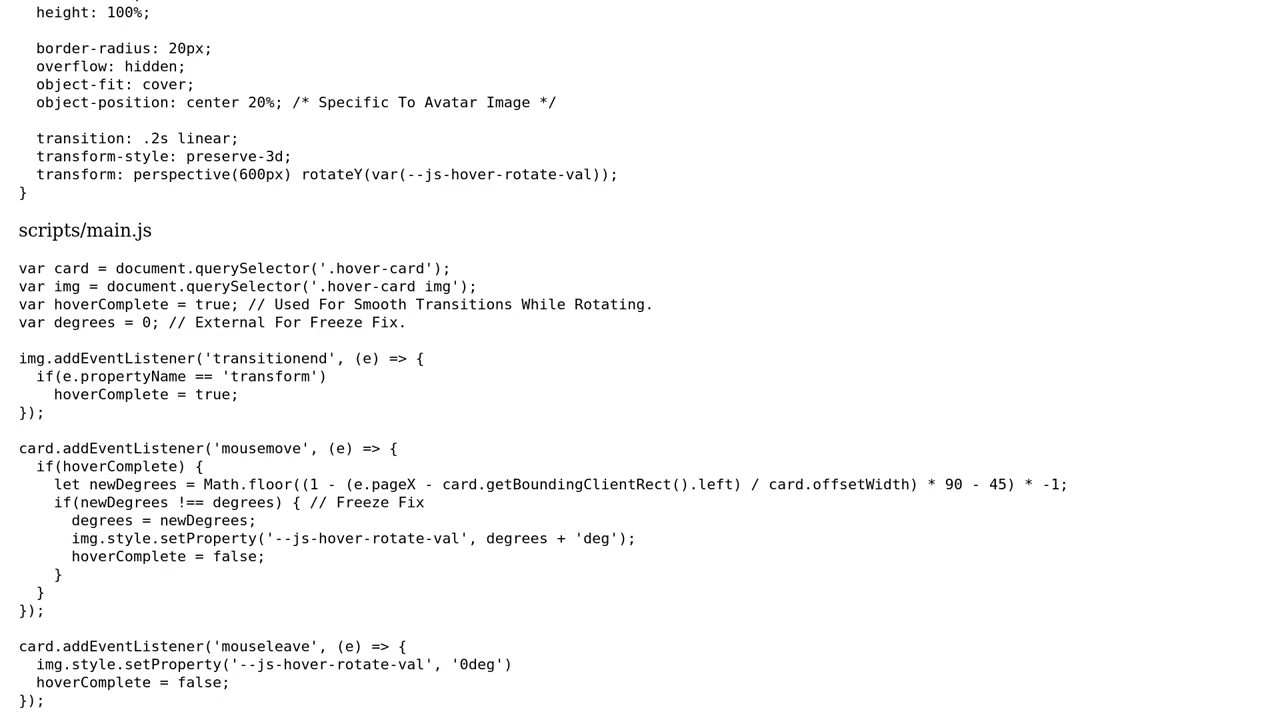 height: 100%;
border-radius: 20px;
overflow: hidden;
object-fit: cover;
object-position: center 20%; /* Specific To Avatar Image */
transition: .2s linear;
transform-style: preserve-3d;
transform: perspective(600px) rotateY(var(--js-hover-rotate-val));
}
scripts/main.js
var card = document.querySelector('.hover-card');
var img = document.querySelector('.hover-card img');
var hoverComplete = true; // Used For Smooth Transitions While Rotating.
var degrees = 0; // External For Freeze Fix.
img.addEventListener('transitionend', (e) => {
if(e.propertyName == 'transform')
hoverComplete = true;
});
card.addEventListener('mousemove', (e) => {
if(hoverComplete) {
let newDegrees = Math.floor((1 - (e.pageX - card.getBoundingClientRect().left) / card.offsetWidth) * 90 - 45) * -1;
if(newDegrees !== degrees) { // Freeze Fix
degrees = newDegrees;
img.style.setProperty('--js-hover-rotate-val', degrees + 'deg');
hoverComplete = false;
}
}
});
card.addEventListener('mouseleave', (e) => {
img.style.setProperty('--js-hover-rotate-val', '0deg')
hoverComplete = false;
});